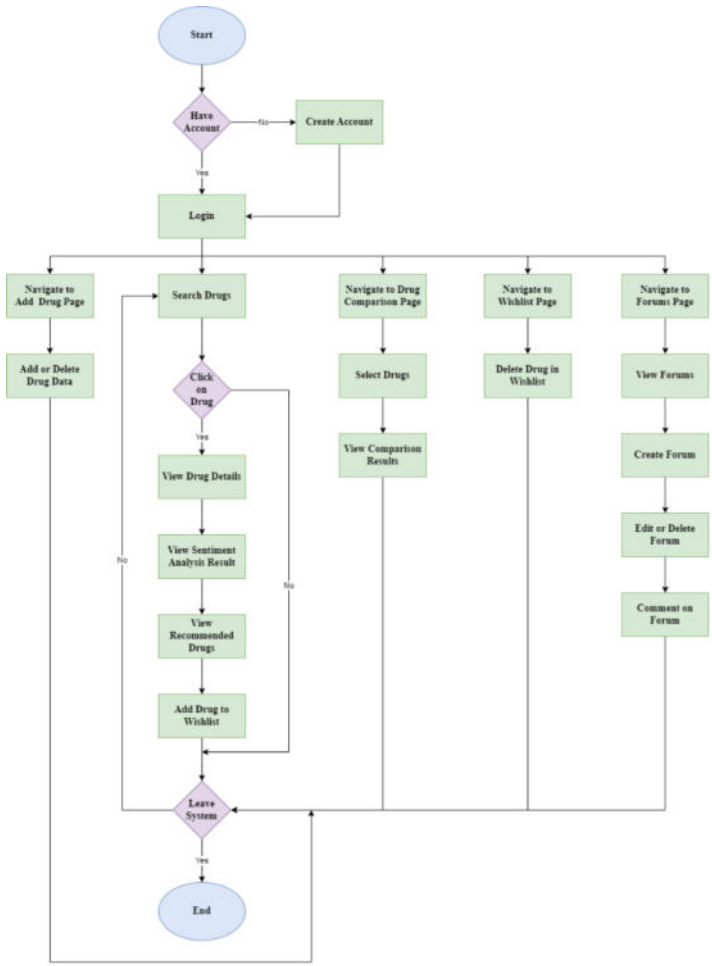 Start
Have
Account
No
Create Account
Yes
Login
Navigate to
Add Drug Page
Search Drugs
Navigate to Drug
Comparison Page
Navigate to
Wishlist Page
Navigate to
Forums Page
Add or Delete
Drug Data
Click
on
Drug
Select Drugs
Delete Drug in
Wishlist
View Forums
Yes
View Drug Details
View Comparison
Results
Create Forum
Edit or Delete
Forum
No
View Sentiment
Analysis Result
No
Comment on
Forum
View
Recommended
Drugs
Add Drug to
Wishlist
Leave
System
Yes
End